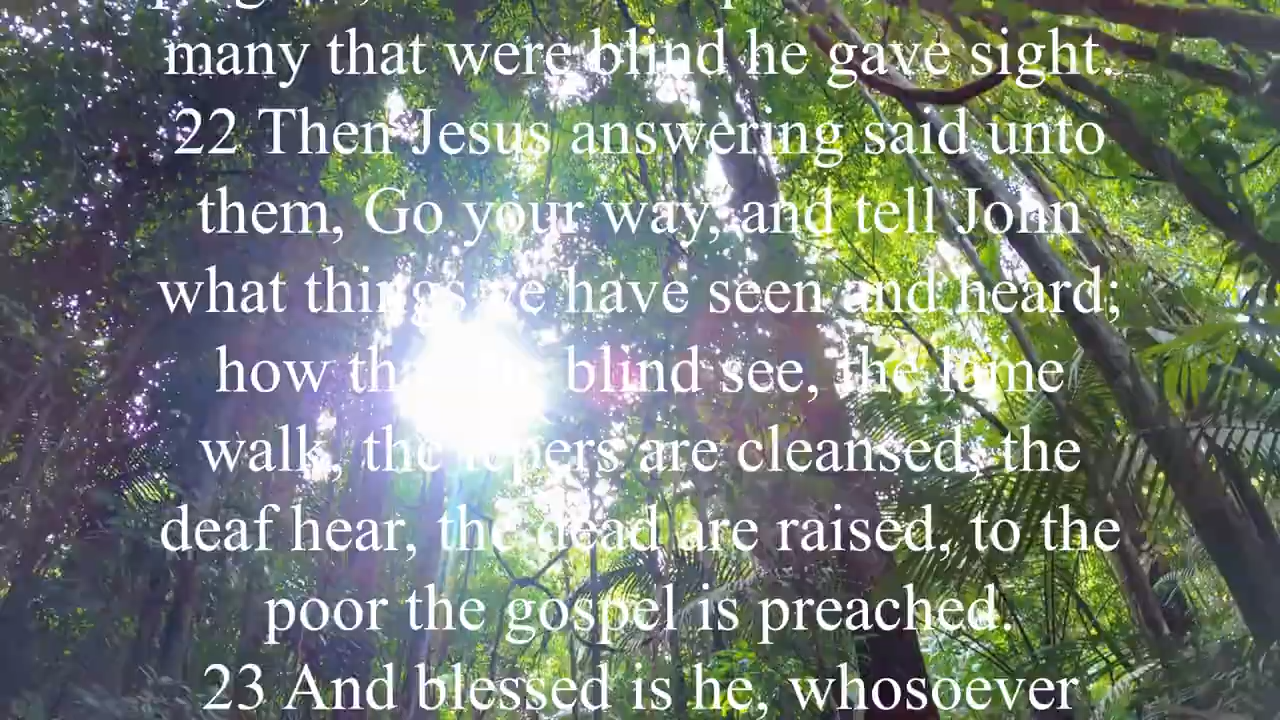 many that were blind he gave sight.
22 Then Jesus answering said unto
them, Go your way, and tell John
what things ye have seen and heard;
how that the blind see, the lame
walk, the lepers are cleansed, the
deaf hear, the dead are raised, to the
poor the gospel is preached.
23 And blessed is he, whosoever